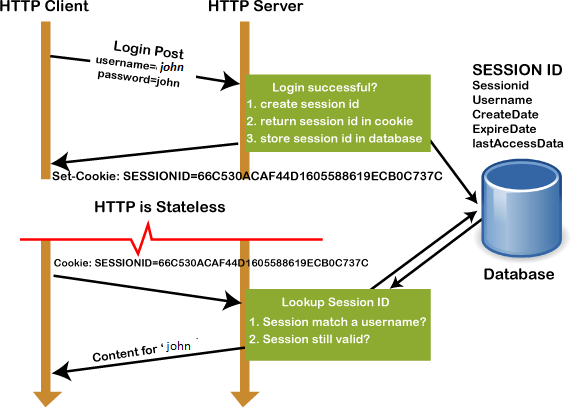 HTTP Client
HTTP Server
Login Post
username= john
password=john
Login successful?
1. create session id
2. return session id in cookie
3. store session id in database
SESSION ID
Sessionid
Username
CreateDate
ExpireDate
lastAccessData
Set-Cookie: SESSIONID=66C530ACAF44D1605588619ECB0C737C
HTTP is Stateless
Cookie: SESSIONID=66C530ACAF44D1605588619ECB0C737C
Database
Lookup Session ID
1. Session match a username?
2. Session still valid?
Content for ‘john’